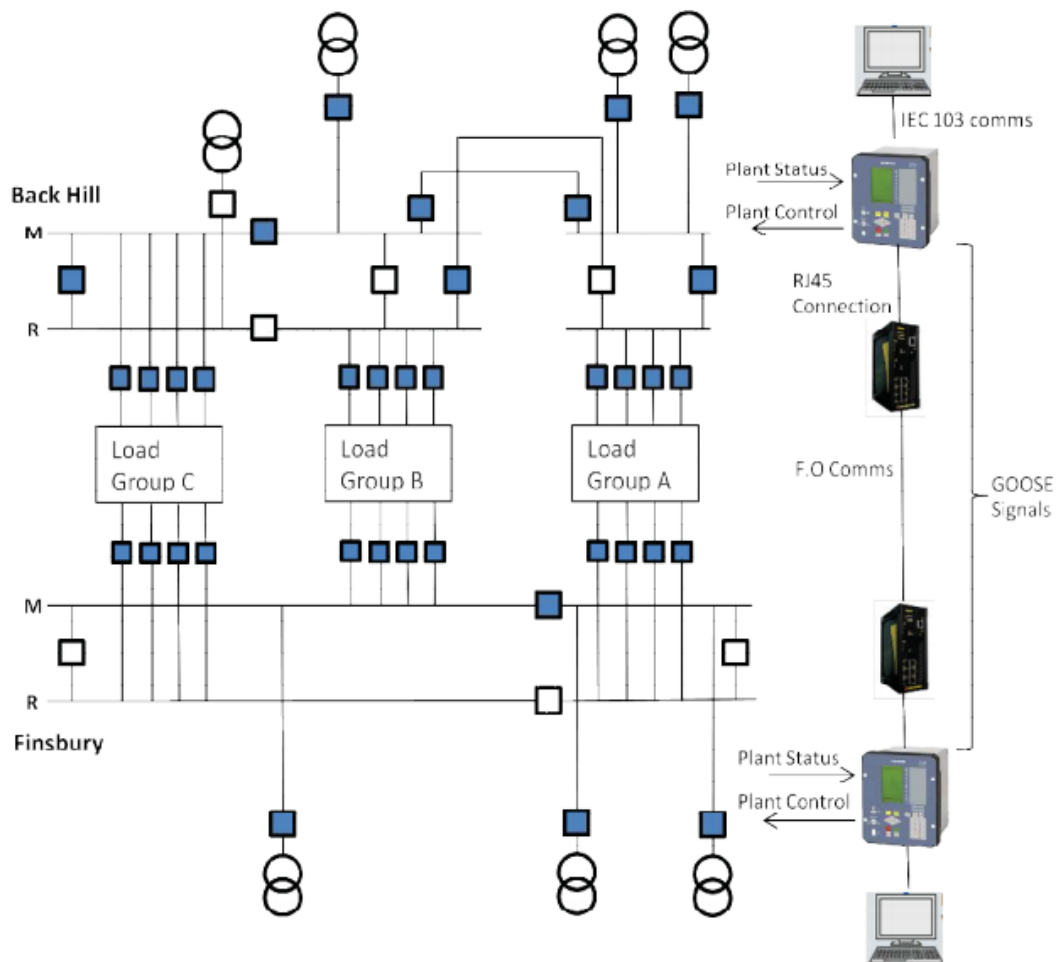 IEC 103 comms
Plant Status
Plant Control
Back Hill
M
R
RJ45
Connection
Load
Group C
Load
Group B
Load
Group A
F.O Comms
GOOSE
Signals
M
R
Finsbury
Plant Status
Plant Control